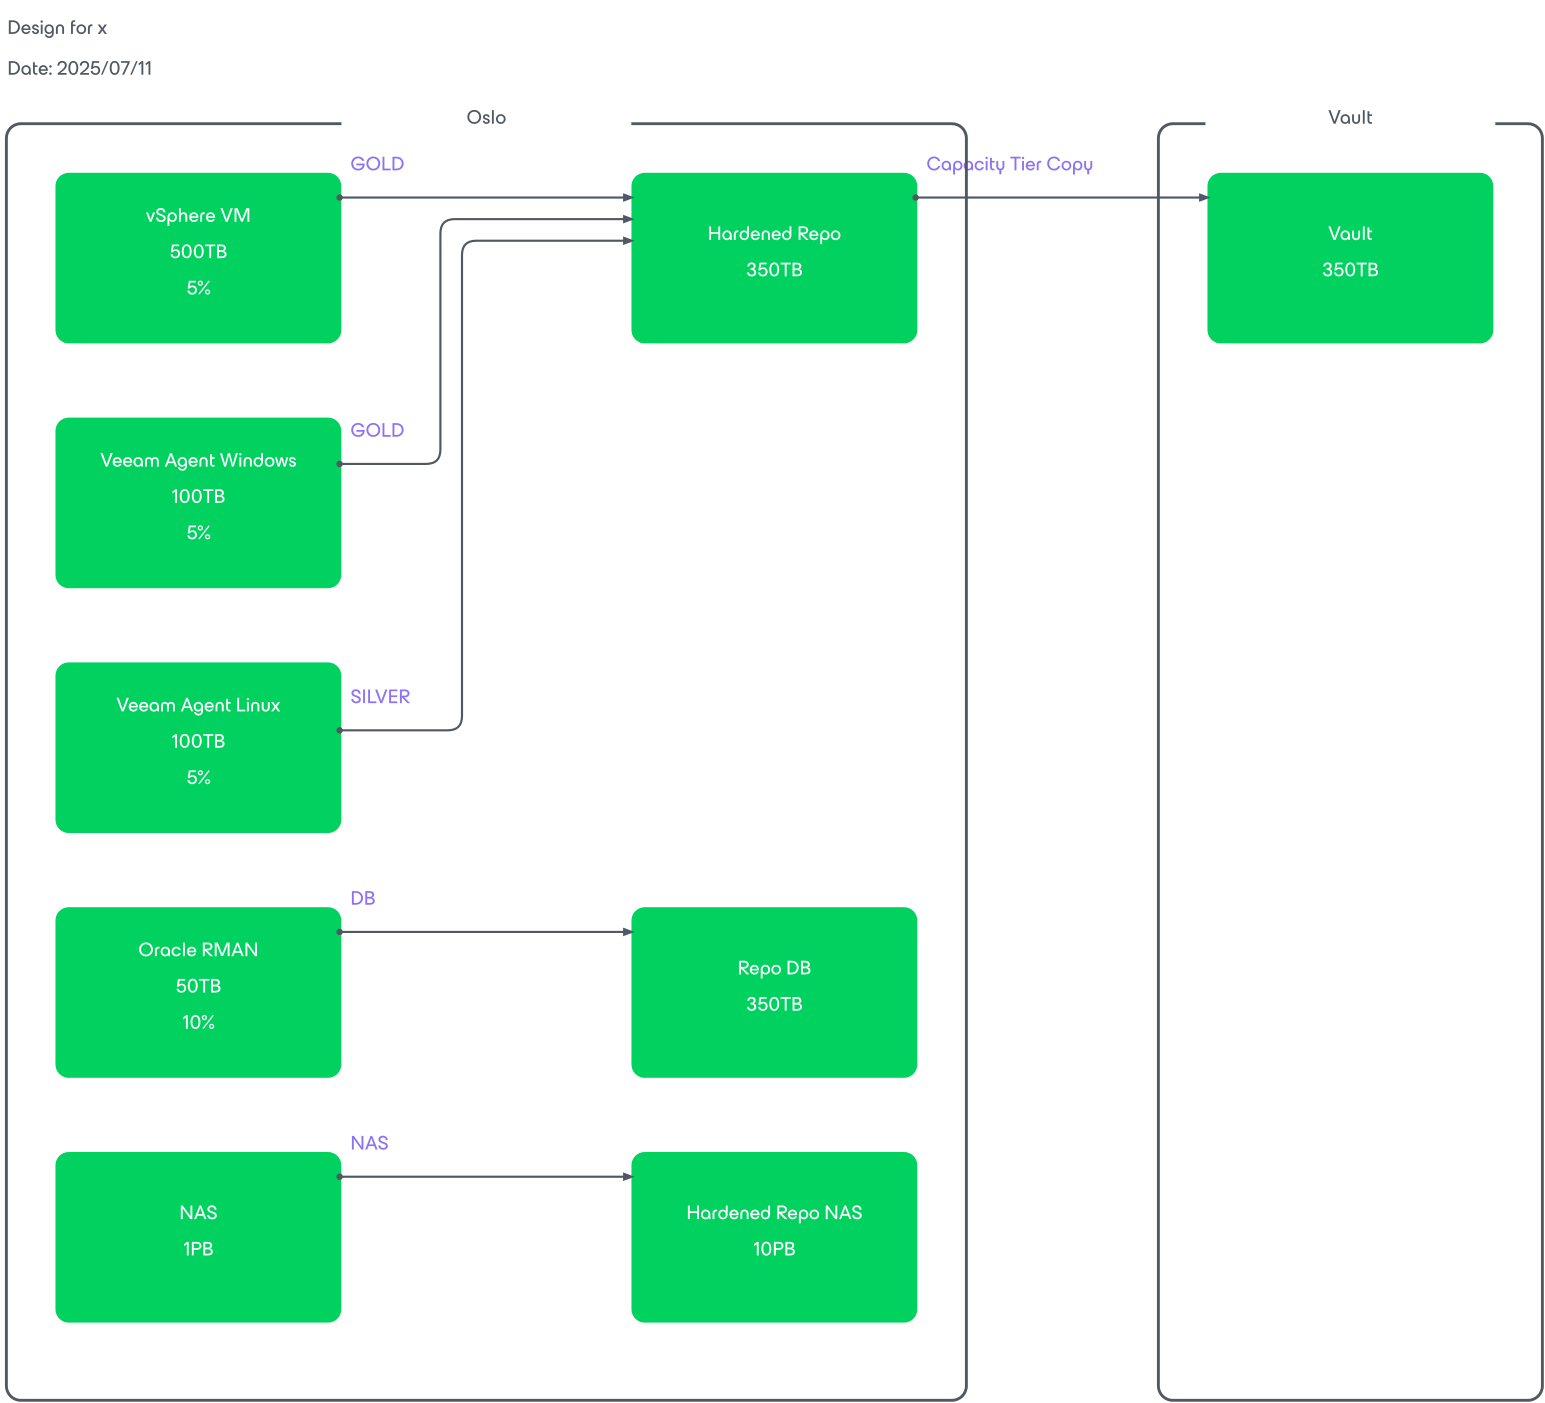 Design for x
Date: 2025/07/11
Oslo
Vault
GOLD
Capacity Tier Copy
vSphere VM
500TB
5%
Hardened Repo
350TB
Vault
350TB
GOLD
Veeam Agent Windows
100TB
5%
SILVER
Veeam Agent Linux
100TB
5%
DB
Oracle RMAN
50TB
10%
Repo DB
350TB
NAS
NAS
1PB
Hardened Repo NAS
10PB